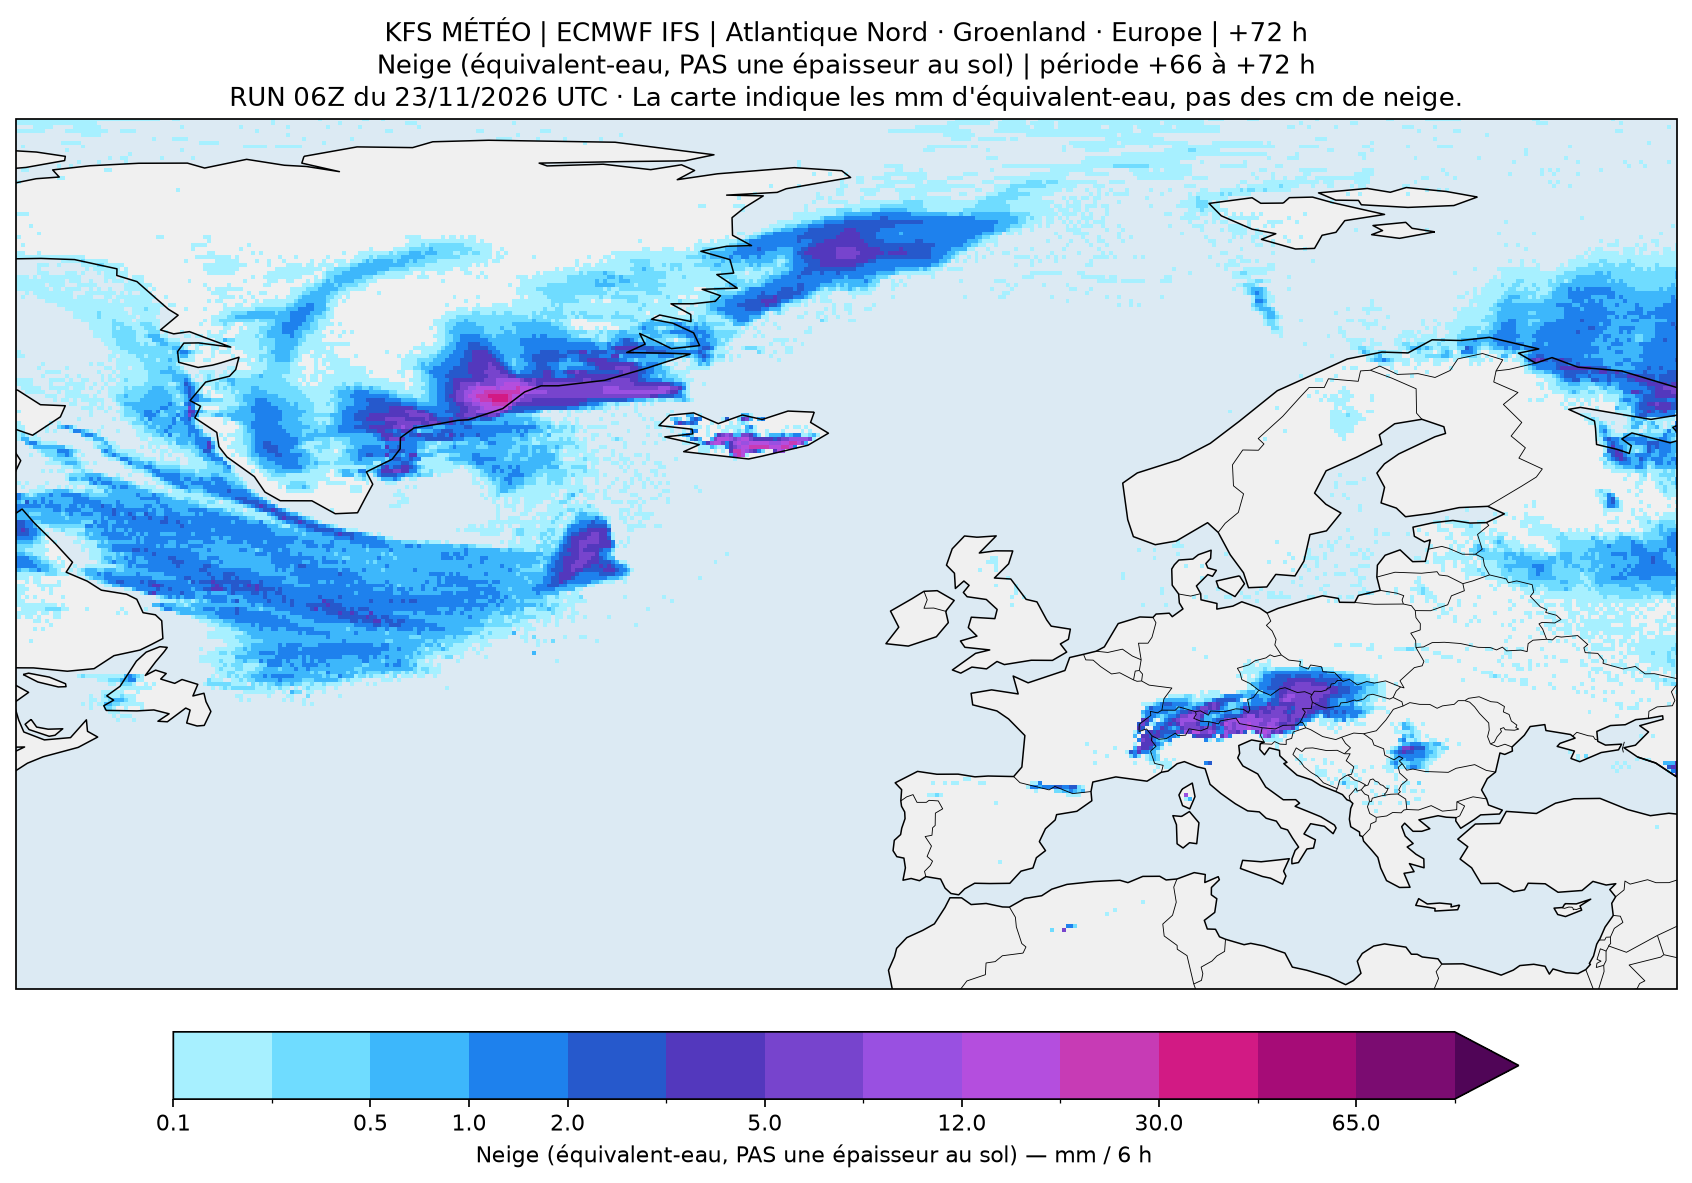 KFS MÉTÉO | ECMWF IFS | Atlantique Nord · Groenland · Europe | +72 h
Neige (équivalent-eau, PAS une épaisseur au sol) | période +66 à +72 h
RUN 06Z du 23/11/2026 UTC · La carte indique les mm d'équivalent-eau, pas des cm de neige.
0.1 0.5 1.0 2.0 5.0 12.0 30.0 65.0
Neige (équivalent-eau, PAS une épaisseur au sol) — mm / 6 h